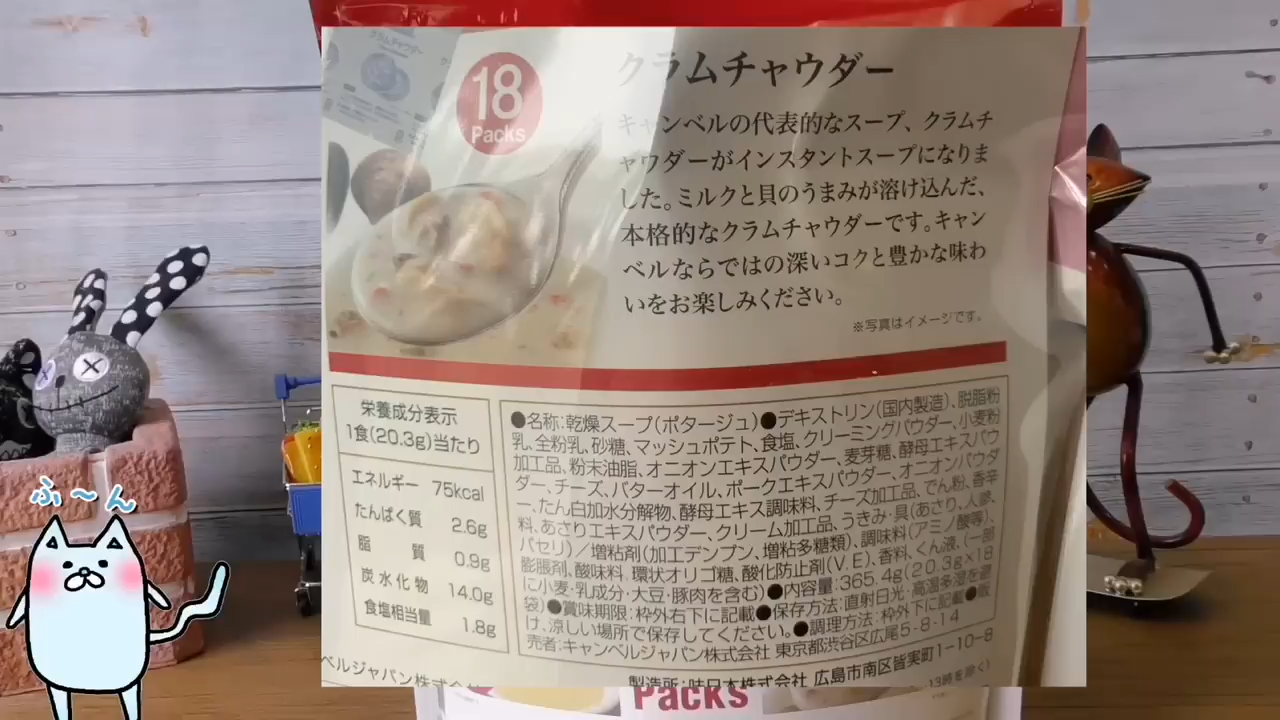 クラムチャウダー
18
Packs
クラムチャウダー
キャンベルの代表的なスープ、クラムチ
ャウダーがインスタントスープになりま
した。ミルクと貝のうまみが溶け込んだ、
本格的なクラムチャウダーです。キャン
ベルならではの深いコクと豊かな味わ
いをお楽しみください。
※写真はイメージです。
栄養成分表示
1食(20.3g)当たり
エネルギー 75kcal
たんぱく質 2.6g
脂質 0.9g
炭水化物 14.0g
食塩相当量 1.8g
●名称:乾燥スープ(ポタージュ)●デキストリン(国内製造)、脱脂粉
乳、全粉乳、砂糖、マッシュポテト、食塩、クリーミングパウダー、小麦粉
加工品、粉末油脂、オニオンエキスパウダー、麦芽糖、酵母エキスパウ
ダー、チーズ、バターオイル、ポークエキスパウダー、オニオンパウダ
ー、たん白加水分解物、酵母エキス調味料、チーズ加工品、でん粉、香辛
料、あさりエキスパウダー、クリーム加工品、うきみ・具(あさり、人参、
パセリ)/増粘剤(加工デンプン、増粘多糖類)、調味料(アミノ酸等)、
膨脹剤、酸味料、環状オリゴ糖、酸化防止剤(V.E)、香料、くん液、(一部
に小麦・乳成分・大豆・豚肉を含む)●内容量:365.4g(20.3g×18
袋)●賞味期限:枠外右下に記載●保存方法:直射日光・高温多湿を避
け、涼しい場所で保存してください。●調理方法:枠外下に記載●販
売者:キャンベルジャパン株式会社 東京都渋谷区広尾5-8-14
製造所:味日本株式会社 広島市南区皆実町1-10-8
ベルジャパン株式会社
13時を除く)
Packs
ふ〜ん